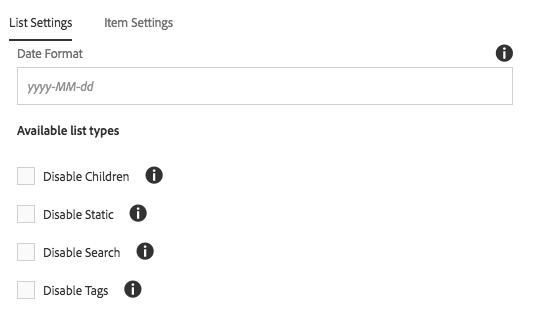 List Settings Item Settings
Date Format
yyyy-MM-dd
Available list types
Disable Children
Disable Static
Disable Search
Disable Tags